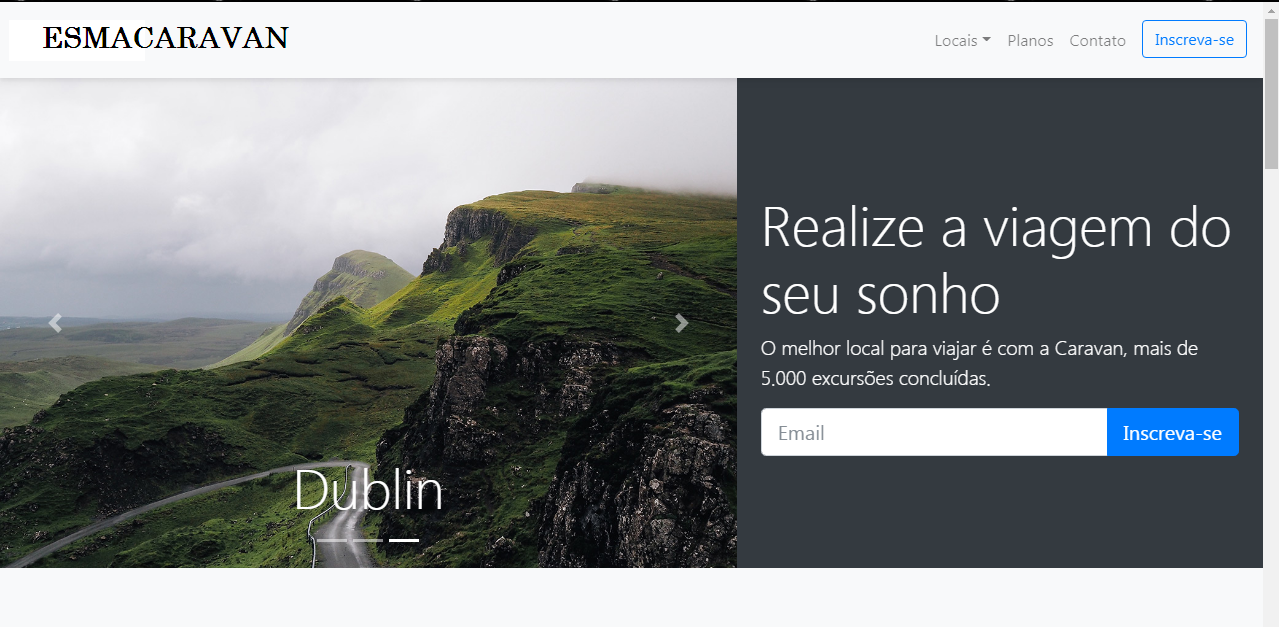 ESMACARAVAN
Locais Planos Contato Inscreva-se
Realize a viagem do
seu sonho
O melhor local para viajar é com a Caravan, mais de
5.000 excursões concluídas.
Email Inscreva-se
Dublin